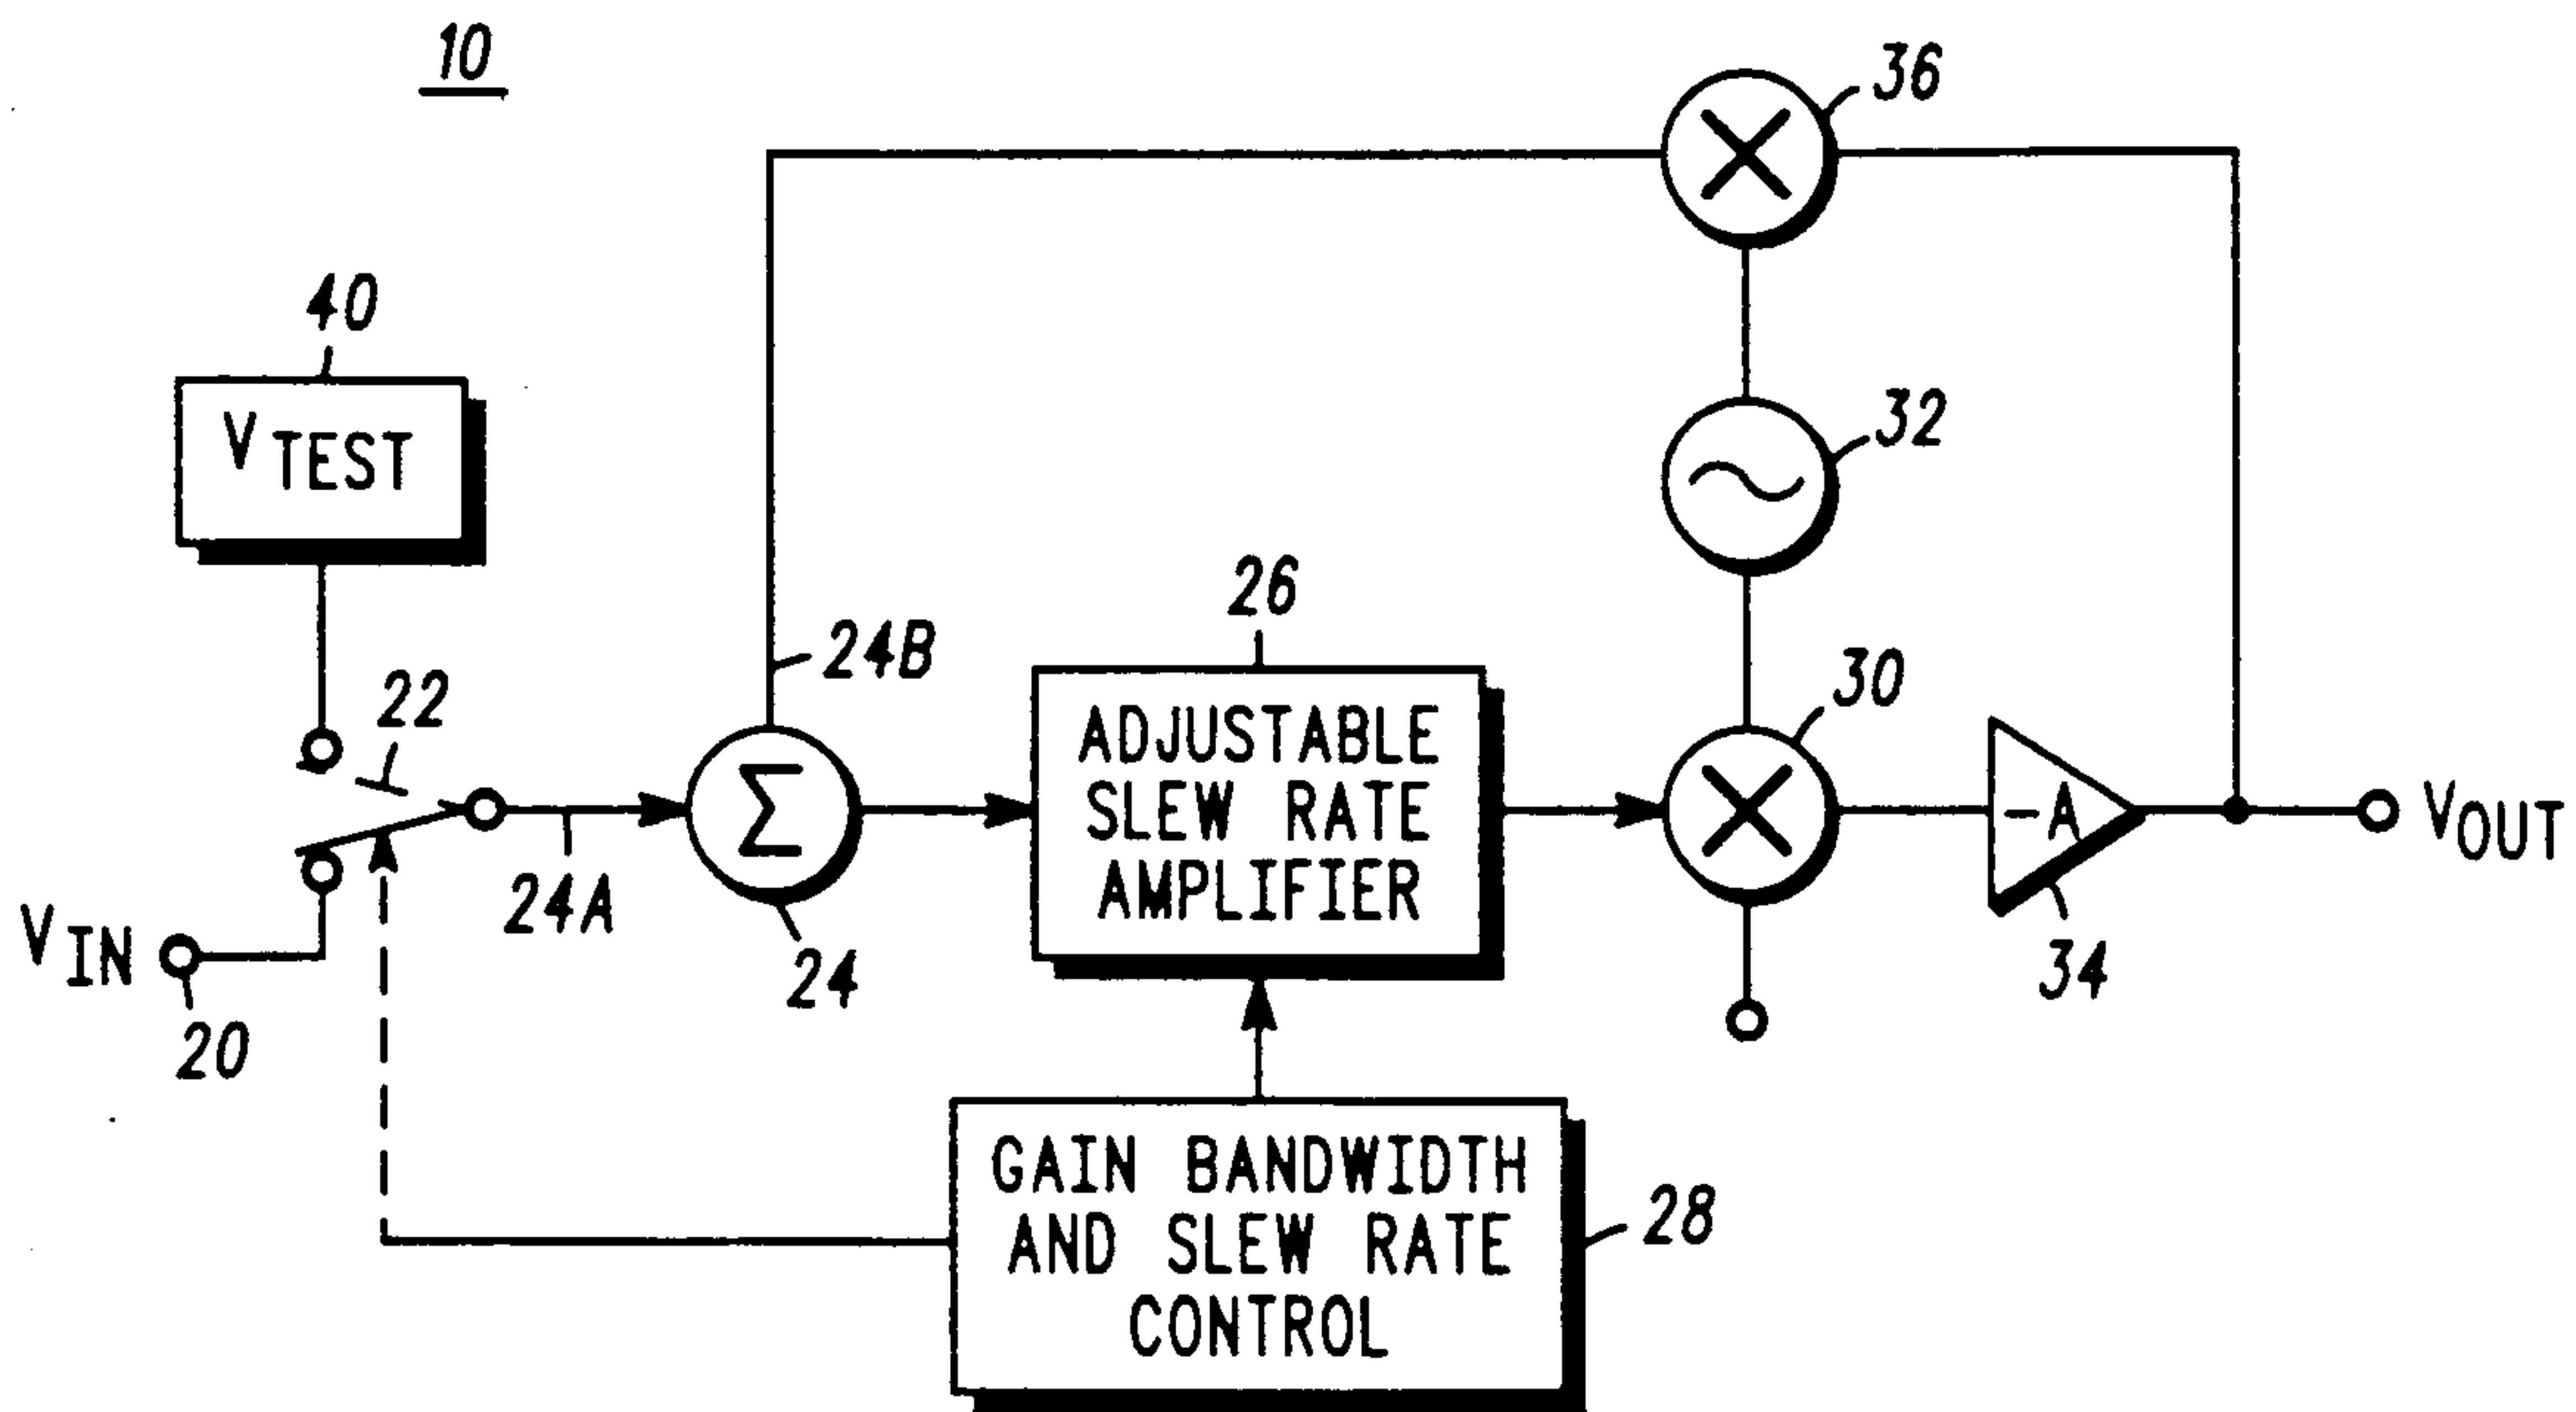 10
36
40
V TEST
32
26
24B
22
30
ADJUSTABLE
SLEW RATE
AMPLIFIER
-A
VOUT
24A
VIN
24
34
20
GAIN BANDWIDTH
AND SLEW RATE
CONTROL
28
Σ